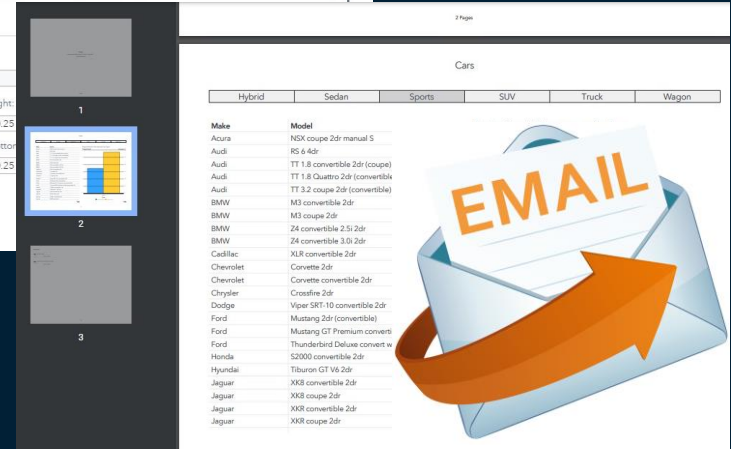 2 Pages
Cars
Hybrid Sedan Sports SUV Truck Wagon
Make Model
Acura NSX coupe 2dr manual S
Audi RS 6 4dr
Audi TT 1.8 convertible 2dr (coupe)
Audi TT 1.8 Quattro 2dr (convertible
Audi TT 3.2 coupe 2dr (convertible)
BMW M3 convertible 2dr
BMW M3 coupe 2dr
BMW Z4 convertible 2.5i 2dr
BMW Z4 convertible 3.0i 2dr
Cadillac XLR convertible 2dr
Chevrolet Corvette 2dr
Chevrolet Corvette convertible 2dr
Chrysler Crossfire 2dr
Dodge Viper SRT-10 convertible 2dr
Ford Mustang 2dr (convertible)
Ford Mustang GT Premium converti
Ford Thunderbird Deluxe convert w
Honda S2000 convertible 2dr
Hyundai Tiburon GT V6 2dr
Jaguar XK8 convertible 2dr
Jaguar XK8 coupe 2dr
Jaguar XKR convertible 2dr
Jaguar XKR coupe 2dr
EMAIL
ght:
.25
ttom
.25
1
2
3